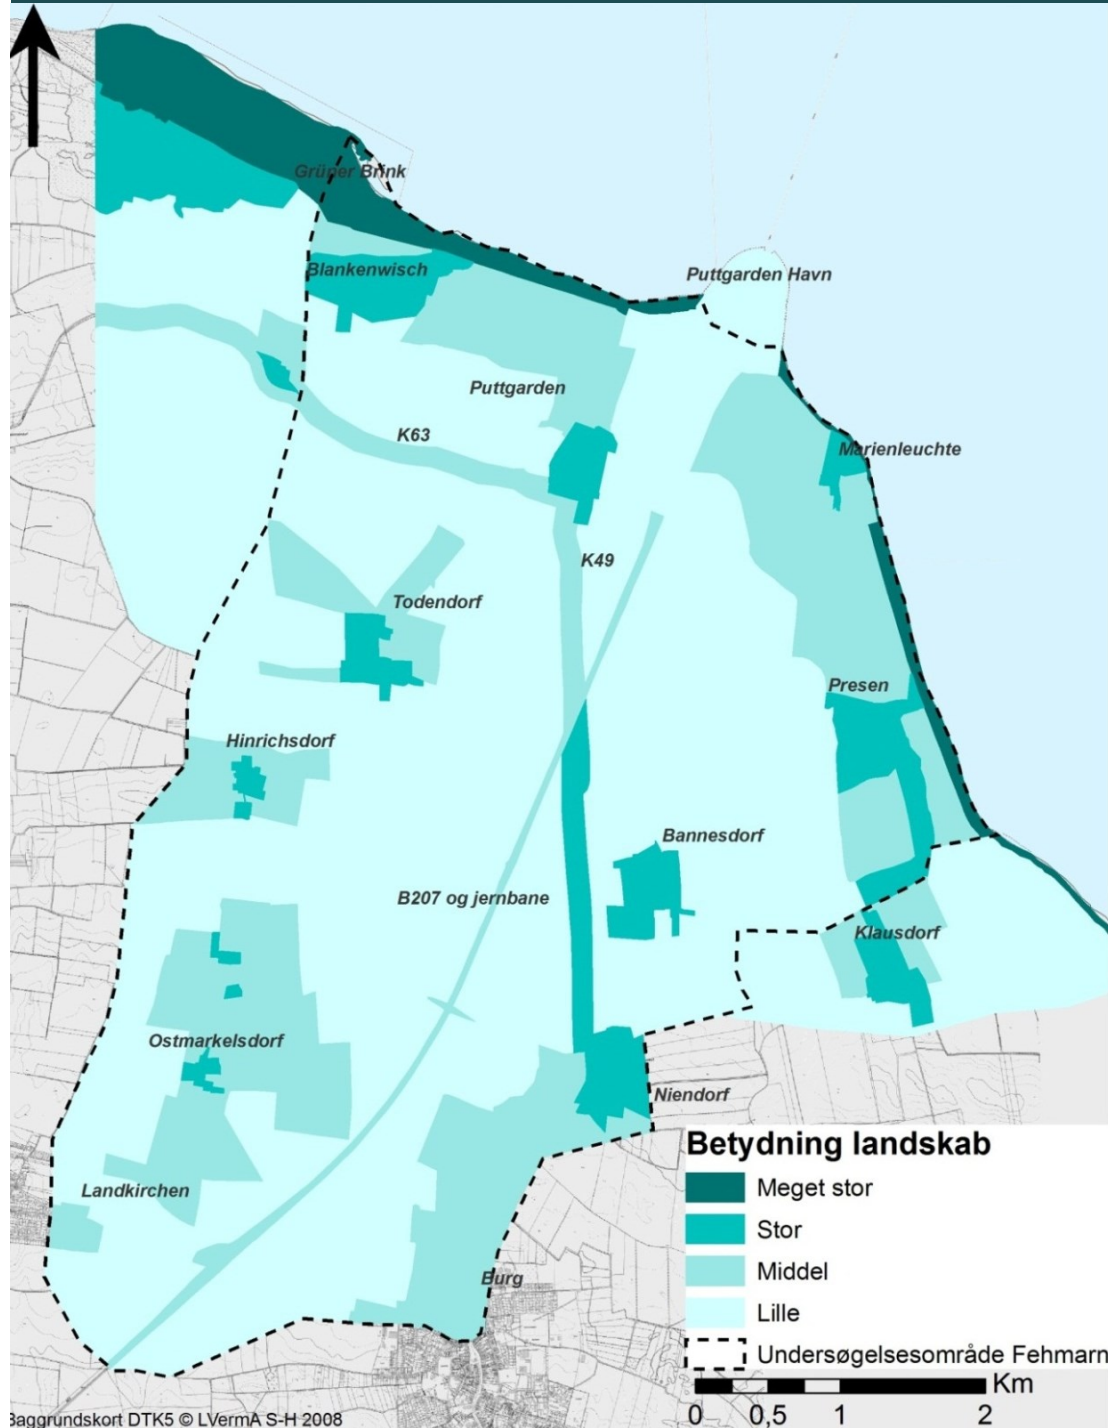 Grüner Brink
Blankenwisch
Puttgarden Havn
Puttgarden
K63
Marienleuchte
K49
Todendorf
Presen
Hinrichsdorf
Bannesdorf
B207 og jernbane
Klausdorf
Ostmarkelsdorf
Niendorf
Landkirchen
Burg
Betydning landskab
Meget stor
Stor
Middel
Lille
Undersøgelsesområde Fehmarn
Km
0 0,5 1 2
Baggrundskort DTK5 © LVermA S-H 2008